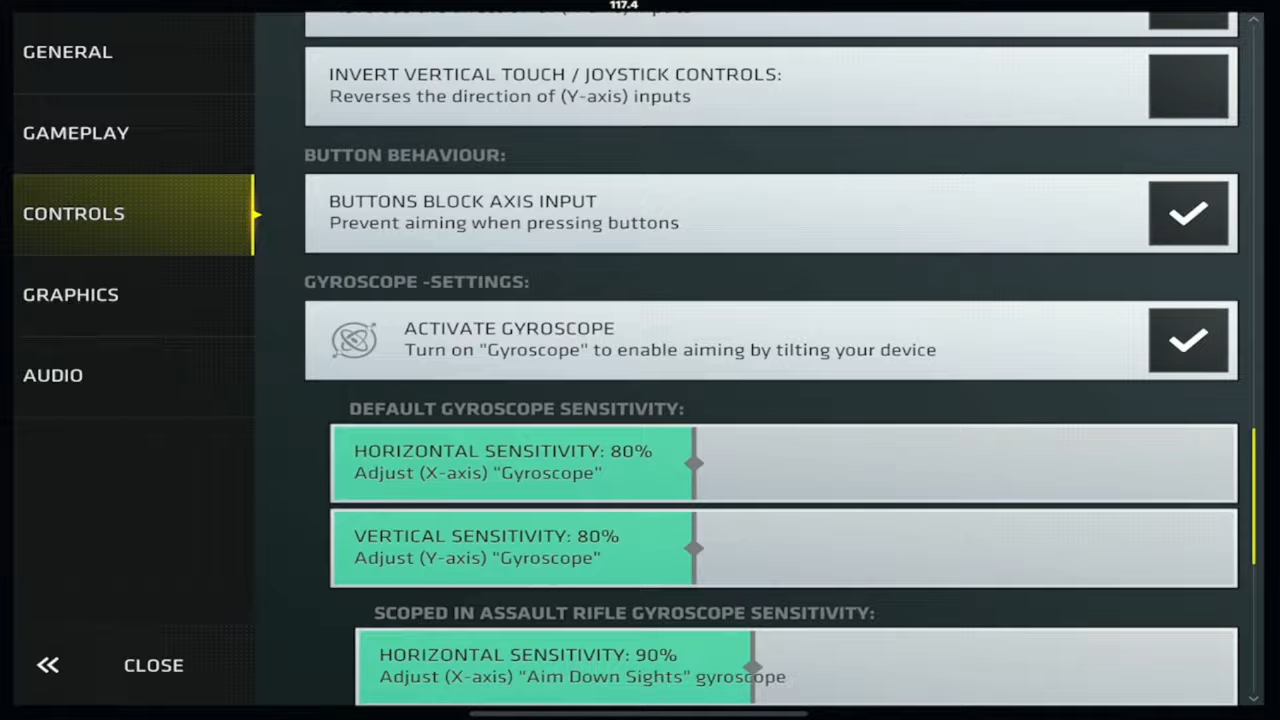 117.4
GENERAL
GAMEPLAY
CONTROLS
GRAPHICS
AUDIO
CLOSE
inputs
INVERT VERTICAL TOUCH / JOYSTICK CONTROLS:
Reverses the direction of (Y-axis) inputs
BUTTON BEHAVIOUR:
BUTTONS BLOCK AXIS INPUT
Prevent aiming when pressing buttons
GYROSCOPE -SETTINGS:
ACTIVATE GYROSCOPE
Turn on "Gyroscope" to enable aiming by tilting your device
DEFAULT GYROSCOPE SENSITIVITY:
HORIZONTAL SENSITIVITY: 80%
Adjust (X-axis) "Gyroscope"
VERTICAL SENSITIVITY: 80%
Adjust (Y-axis) "Gyroscope"
SCOPED IN ASSAULT RIFLE GYROSCOPE SENSITIVITY:
HORIZONTAL SENSITIVITY: 90%
Adjust (X-axis) "Aim Down Sights" gyroscope